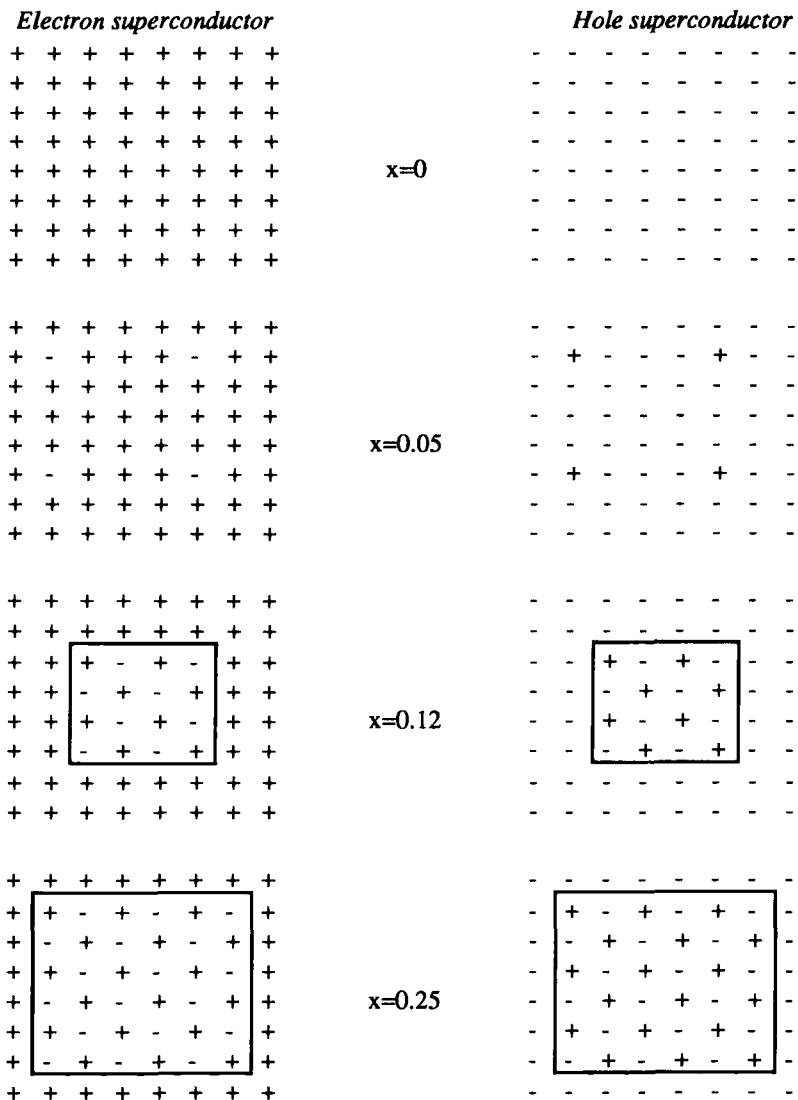 Electron superconductor Hole superconductor
+ + + + + + + + - - - - - - - -
+ + + + + + + + - - - - - - - -
+ + + + + + + + - - - - - - - -
+ + + + + + + + - - - - - - - -
+ + + + + + + + x=0 - - - - - - - -
+ + + + + + + + - - - - - - - -
+ + + + + + + + - - - - - - - -
+ + + + + + + + - - - - - - - -
+ + + + + + + + - - - - - - - -
+ - + + + - + + - + - - - + - -
+ + + + + + + + - - - - - - - -
+ + + + + + + + - - - - - - - -
+ + + + + + + + x=0.05 - - - - - - - -
+ - + + + - + + - + - - - + - -
+ + + + + + + + - - - - - - - -
+ + + + + + + + - - - - - - - -
+ + + + + + + + - - - - - - - -
+ + + + + + + + - - - - - - - -
+ + + - + - + + - - + - + - - -
+ + - + - + + + - - - + - + - -
+ + + - + - + + x=0.12 - - + - + - - -
+ + - + - + + + - - - + - + - -
+ + + + + + + + - - - - - - - -
+ + + + + + + + - - - - - - - -
+ + + + + + + + - - - - - - - -
+ + - + - + - + - + - + - + - -
+ - + - + - + + - - + - + - + -
+ + - + - + - + - + - + - + - -
+ - + - + - + + x=0.25 - - + - + - + -
+ + - + - + - + - + - + - + - -
+ - + - + - + + - - + - + - + -
+ + + + + + + + - - - - - - - -